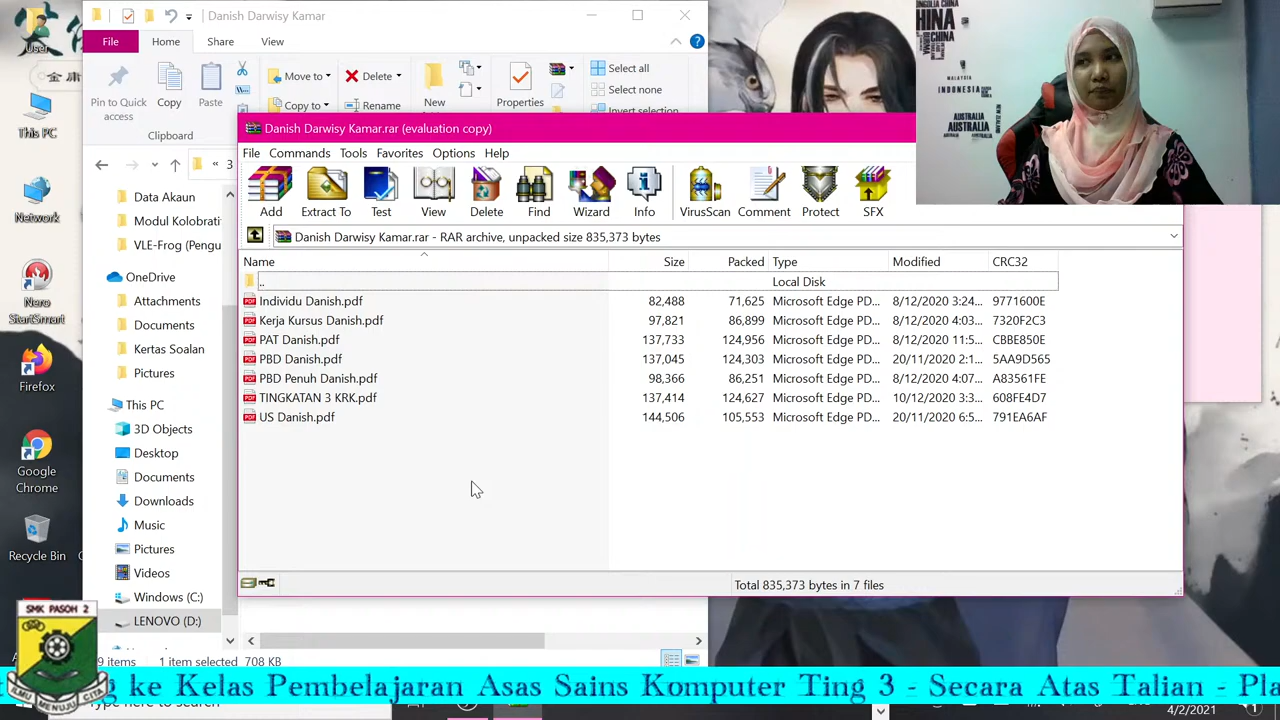 Danish Darwisy Kamar
File Home Share View
Pin to Quick access
Copy
Paste
Clipboard
Move to
Copy to
Delete
Rename
New
Properties
Select all
Select none
Invert selection
User
This PC
Network
Nero StartSmart
Firefox
Google Chrome
Recycle Bin
« 3
Data Akaun
Modul Kolobrati
VLE-Frog (Pengu
OneDrive
Attachments
Documents
Kertas Soalan
Pictures
This PC
3D Objects
Desktop
Documents
Downloads
Music
Pictures
Videos
Windows (C:)
LENOVO (D:)
Danish Darwisy Kamar.rar (evaluation copy)
File Commands Tools Favorites Options Help
Add Extract To Test View Delete Find Wizard Info VirusScan Comment Protect SFX
Danish Darwisy Kamar.rar - RAR archive, unpacked size 835,373 bytes
Name Size Packed Type Modified CRC32
.. Local Disk
Individu Danish.pdf 82,488 71,625 Microsoft Edge PD... 8/12/2020 3:24... 9771600E
Kerja Kursus Danish.pdf 97,821 86,899 Microsoft Edge PD... 8/12/2020 4:03... 7320F2C3
PAT Danish.pdf 137,733 124,956 Microsoft Edge PD... 8/12/2020 11:5... CBBE850E
PBD Danish.pdf 137,045 124,303 Microsoft Edge PD... 20/11/2020 2:1... 5AA9D565
PBD Penuh Danish.pdf 98,366 86,251 Microsoft Edge PD... 8/12/2020 4:07... A83561FE
TINGKATAN 3 KRK.pdf 137,414 124,627 Microsoft Edge PD... 10/12/2020 3:3... 608FE4D7
US Danish.pdf 144,506 105,553 Microsoft Edge PD... 20/11/2020 6:5... 791EA6AF
Total 835,373 bytes in 7 files
9 items 1 item selected 708 KB
CHINA
MALAYSIA
INDONESIA
AUSTRALIA
AUSTRALIA
NEW ZEALAND
SMK PASOH 2
ILMU MENUJU CITA
g ke Kelas Pembelajaran Asas Sains Komputer Ting 3 - Secara Atas Talian - Pla
4/2/2021